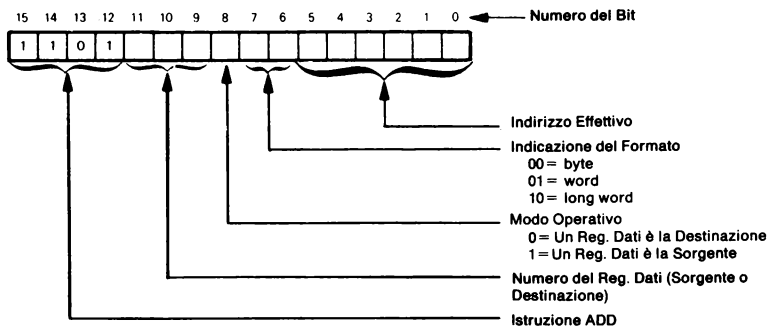 15 14 13 12 11 10 9 8 7 6 5 4 3 2 1 0 Numero del Bit
1 1 0 1
Indirizzo Effettivo
Indicazione del Formato
00 = byte
01 = word
10 = long word
Modo Operativo
0 = Un Reg. Dati è la Destinazione
1 = Un Reg. Dati è la Sorgente
Numero del Reg. Dati (Sorgente o
Destinazione)
Istruzione ADD